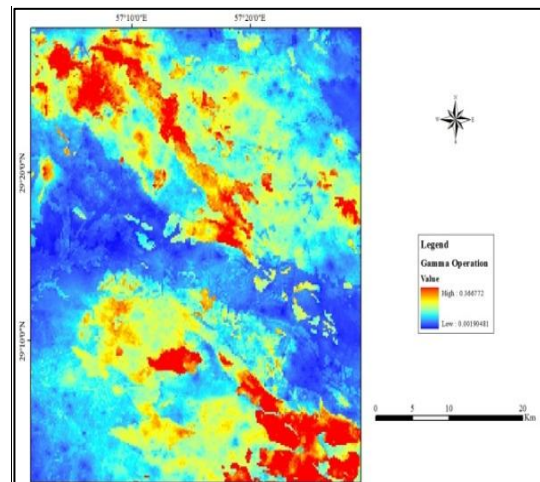 57°10'0"E 57°20'0"E
29°20'0"N
29°10'0"N
Legend
Gamma Operation
Value
High : 0.366772
Low : 0.00190481
0 5 10 20
Km